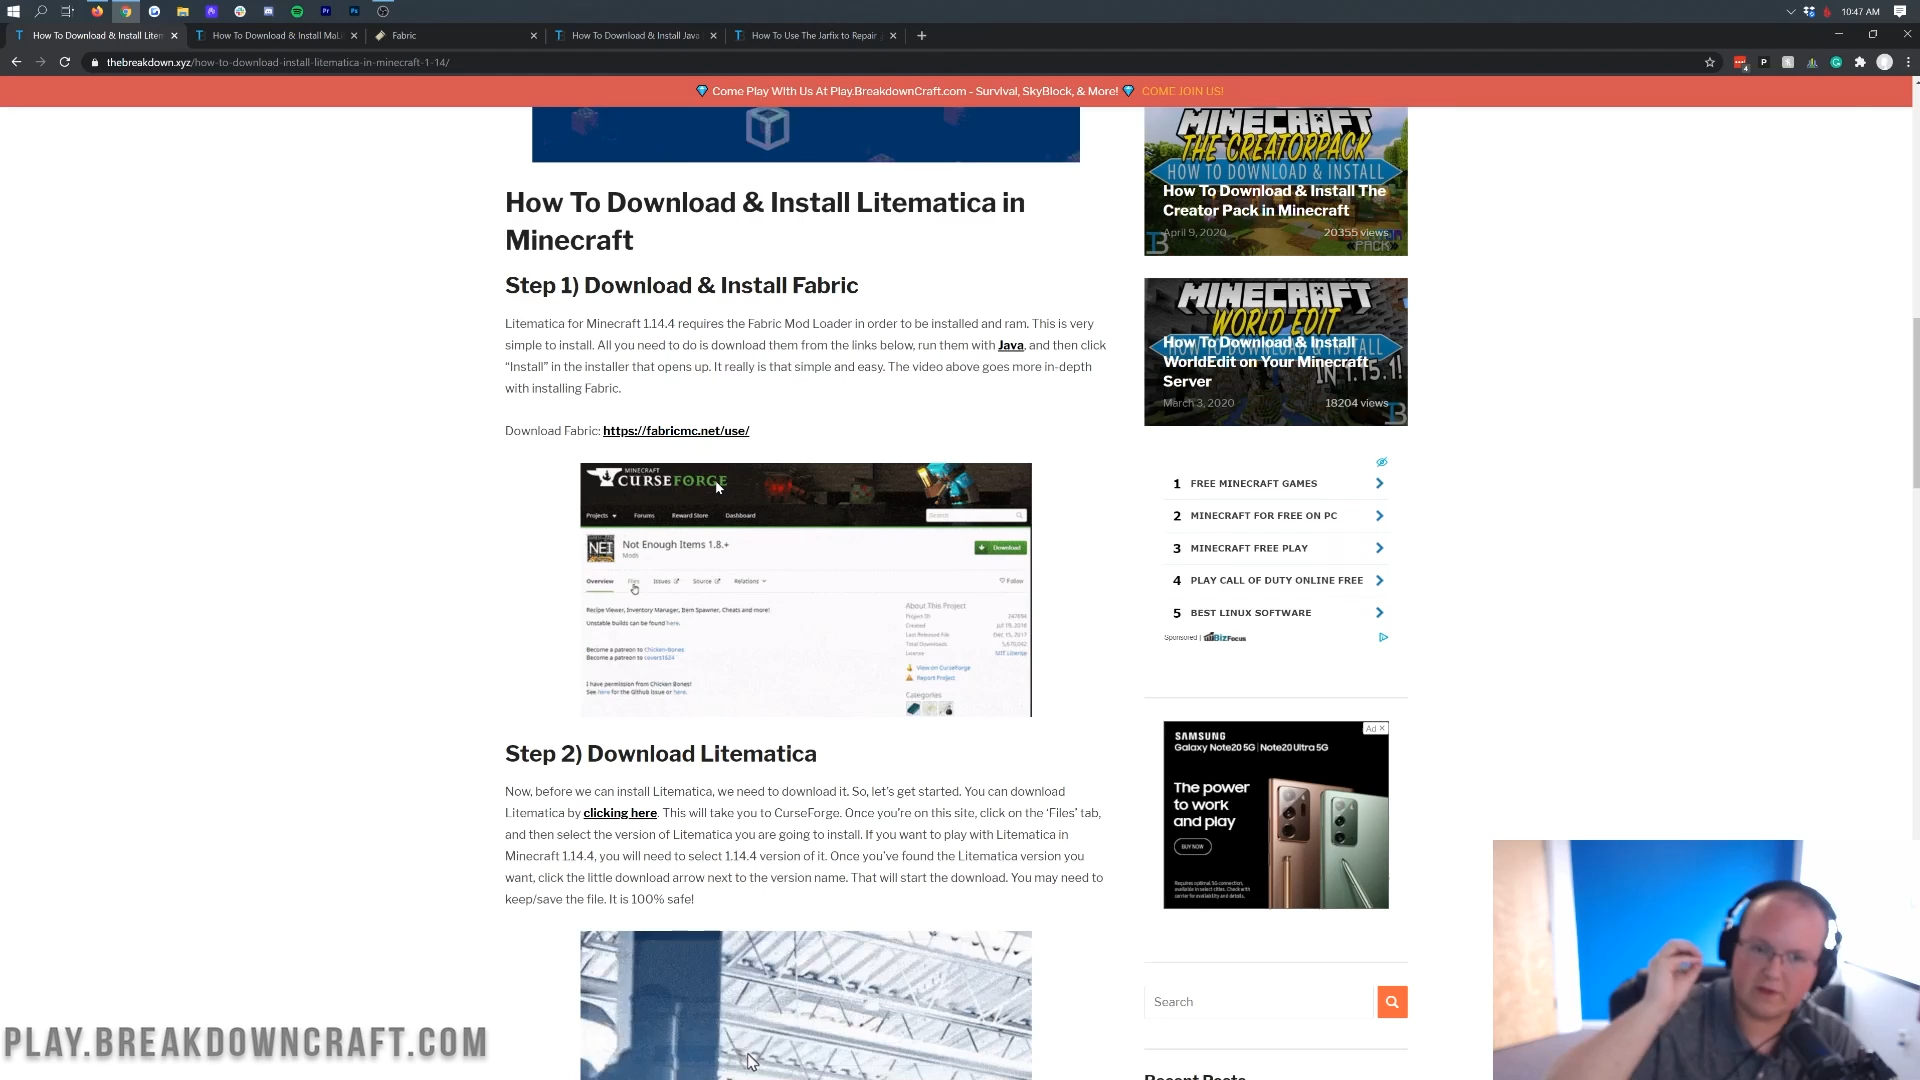 10:47 AM
How To Download & Install Litem
How To Download & Install MaLi
Fabric
How To Download & Install Java
How To Use The Jarfix to Repair
thebreakdown.xyz/how-to-download-install-litematica-in-minecraft-1-14/
Come Play With Us At Play.BreakdownCraft.com - Survival, SkyBlock, & More! COME JOIN US!
How To Download & Install Litematica in
Minecraft
Step 1) Download & Install Fabric
Litematica for Minecraft 1.14.4 requires the Fabric Mod Loader in order to be installed and ram. This is very
simple to install. All you need to do is download them from the links below, run them with Java, and then click
“Install” in the installer that opens up. It really is that simple and easy. The video above goes more in-depth
with installing Fabric.
Download Fabric: https://fabricmc.net/use/
MINECRAFT
CURSEFORGE
Projects
Forums
Reward Store
Dashboard
Search
NEI
Not Enough Items 1.8.+
Mods
Download
Overview
Files
Issues
Source
Relations
Follow
Recipe Viewer, Inventory Manager, Item Spawner, Cheats and more!
Unstable builds can be found here.
Become a patreon to Chicken-Bones
Become a patreon to covers1624
I have permission from Chicken Bones!
See here for the Github Issue or here.
About This Project
Project ID
247694
Created
Jul 19, 2016
Last Released File
Dec 15, 2017
Total Downloads
License
MIT License
View on CurseForge
Report Project
Categories
Step 2) Download Litematica
Now, before we can install Litematica, we need to download it. So, let’s get started. You can download
Litematica by clicking here. This will take you to CurseForge. Once you’re on this site, click on the ‘Files’ tab,
and then select the version of Litematica you are going to install. If you want to play with Litematica in
Minecraft 1.14.4, you will need to select 1.14.4 version of it. Once you’ve found the Litematica version you
want, click the little download arrow next to the version name. That will start the download. You may need to
keep/save the file. It is 100% safe!
MINECRAFT
THE CREATORPACK
HOW TO DOWNLOAD & INSTALL
How To Download & Install The
Creator Pack in Minecraft
April 9, 2020
20355 views
PACK
MINECRAFT
WORLD EDIT
HOW TO DOWNLOAD & INSTALL
IN 1.15.1!
How To Download & Install
WorldEdit on Your Minecraft
Server
March 3, 2020
18204 views
1 FREE MINECRAFT GAMES
2 MINECRAFT FOR FREE ON PC
3 MINECRAFT FREE PLAY
4 PLAY CALL OF DUTY ONLINE FREE
5 BEST LINUX SOFTWARE
Sponsored | BizFocus
Ad
SAMSUNG
Galaxy Note20 5G | Note20 Ultra 5G
The power
to work
and play
BUY NOW
Search
Recent Posts
PLAY.BREAKDOWNCRAFT.COM